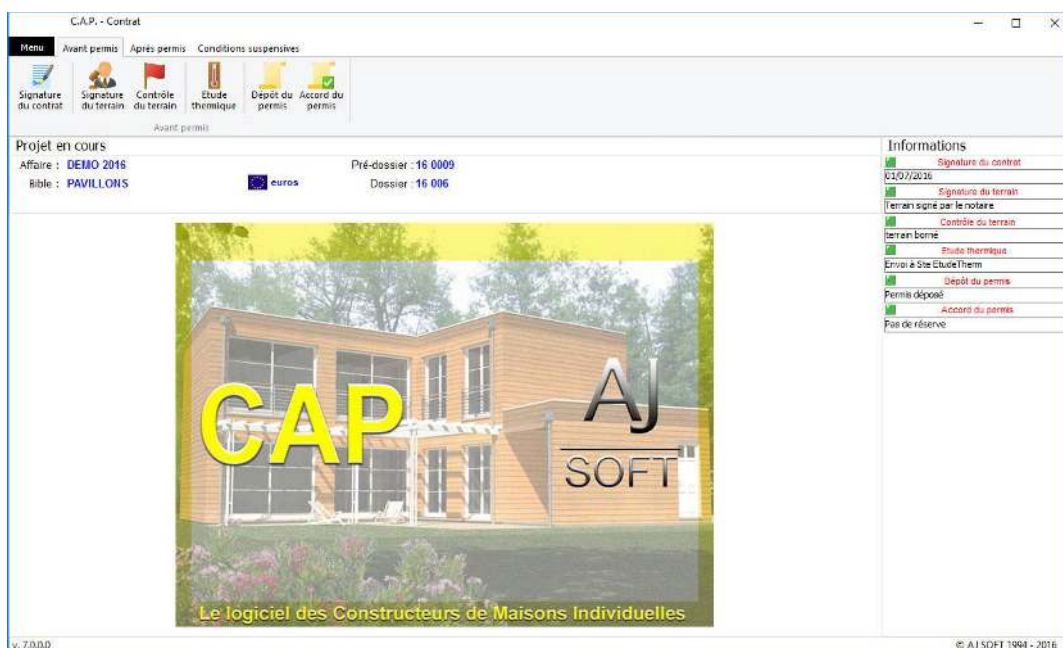 C.A.P. - Contrat
Menu Avant permis Après permis Conditions suspensives
Signature du contrat
Signature du terrain
Contrôle du terrain
Etude thermique
Dépôt du permis
Accord du permis
Avant permis
Projet en cours
Affaire : DEMO 2016 Pré-dossier : 16 0009
Bible : PAVILLONS euros Dossier : 16 006
Informations
Signature du contrat
01/07/2016
Signature du terrain
Terrain signé par le notaire
Contrôle du terrain
terrain borné
Etude thermique
Envoi à Ste EtudeTherm
Dépôt du permis
Permis déposé
Accord du permis
Pas de réserve
CAP
AJ
SOFT
Le logiciel des Constructeurs de Maisons Individuelles
v. 7.0.0.0 © AJ SOFT 1994 - 2016